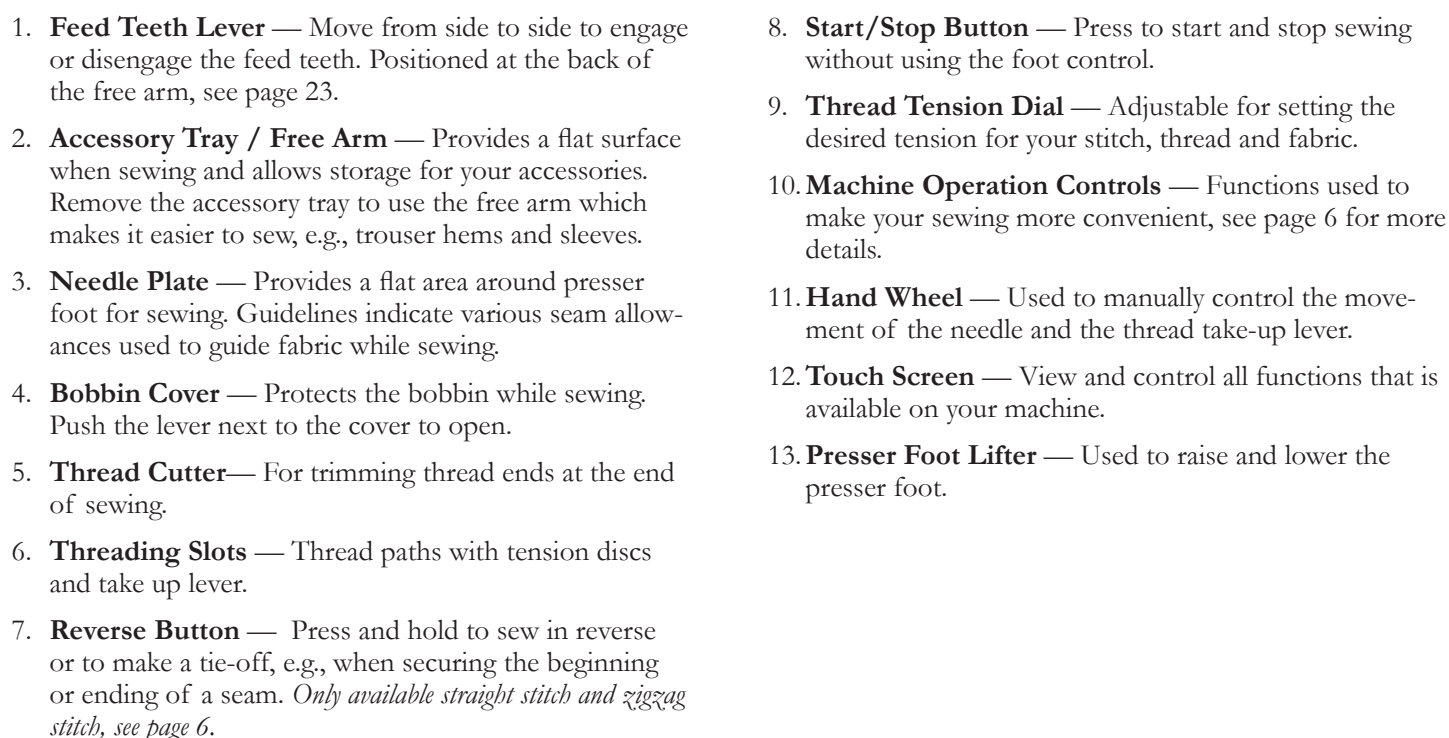 1. Feed Teeth Lever — Move from side to side to engage
or disengage the feed teeth. Positioned at the back of
the free arm, see page 23.
2. Accessory Tray / Free Arm — Provides a flat surface
when sewing and allows storage for your accessories.
Remove the accessory tray to use the free arm which
makes it easier to sew, e.g., trouser hems and sleeves.
3. Needle Plate — Provides a flat area around presser
foot for sewing. Guidelines indicate various seam allow-
ances used to guide fabric while sewing.
4. Bobbin Cover — Protects the bobbin while sewing.
Push the lever next to the cover to open.
5. Thread Cutter— For trimming thread ends at the end
of sewing.
6. Threading Slots — Thread paths with tension discs
and take up lever.
7. Reverse Button — Press and hold to sew in reverse
or to make a tie-off, e.g., when securing the beginning
or ending of a seam. Only available straight stitch and zigzag
stitch, see page 6.
8. Start/Stop Button — Press to start and stop sewing
without using the foot control.
9. Thread Tension Dial — Adjustable for setting the
desired tension for your stitch, thread and fabric.
10. Machine Operation Controls — Functions used to
make your sewing more convenient, see page 6 for more
details.
11. Hand Wheel — Used to manually control the move-
ment of the needle and the thread take-up lever.
12. Touch Screen — View and control all functions that is
available on your machine.
13. Presser Foot Lifter — Used to raise and lower the
presser foot.